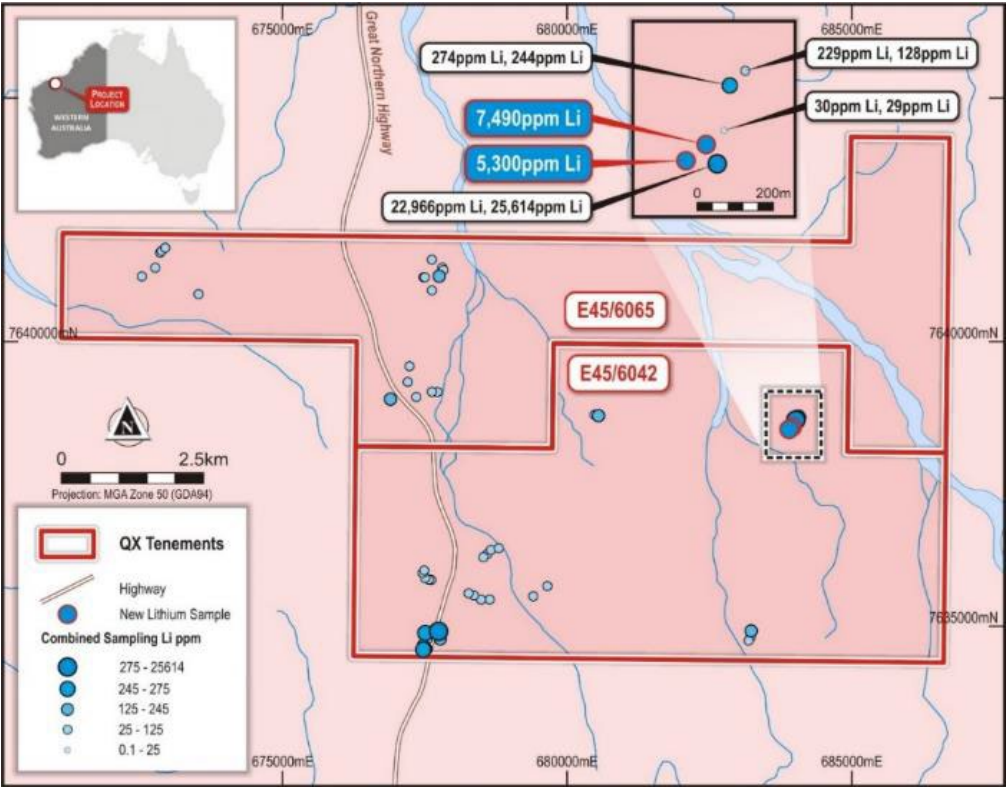 675000mE
680000mE
685000mE
PROJECT
LOCATION
WESTERN
AUSTRALIA
Great Northern Highway
274ppm Li, 244ppm Li
229ppm Li, 128ppm Li
7,490ppm Li
30ppm Li, 29ppm Li
5,300ppm Li
22,966ppm Li, 25,614ppm Li
0 200m
E45/6065
7640000mN
7640000mN
E45/6042
N
0 2.5km
Projection: MGA Zone 50 (GDA94)
QX Tenements
Highway
New Lithium Sample
Combined Sampling Li ppm
275 - 25614
245 - 275
125 - 245
25 - 125
0.1 - 25
7635000mN
675000mE
680000mE
685000mE